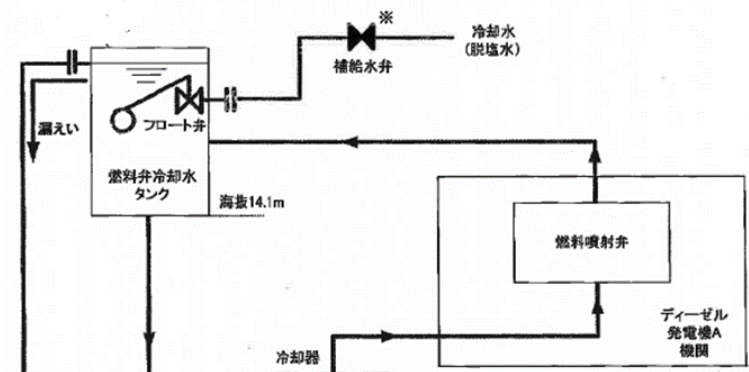 ※
冷却水
(脱塩水)
補給水弁
漏えい
フロート弁
燃料弁冷却水
タンク
海抜14.1m
燃料噴射弁
ディーゼル
発電機A
機関
冷却器